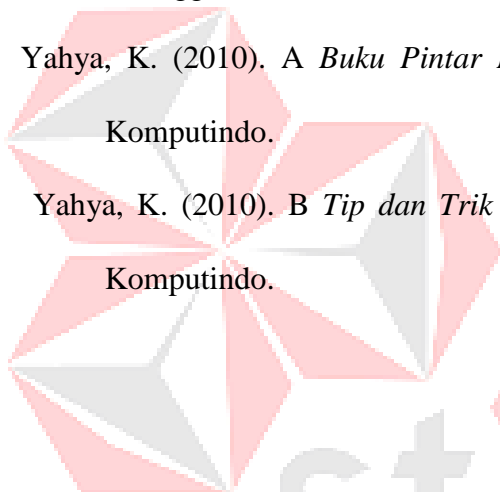 Yahya, K. (2010). A Buku Pintar
Komputindo.
Yahya, K. (2010). B Tip dan Trik
Komputindo.